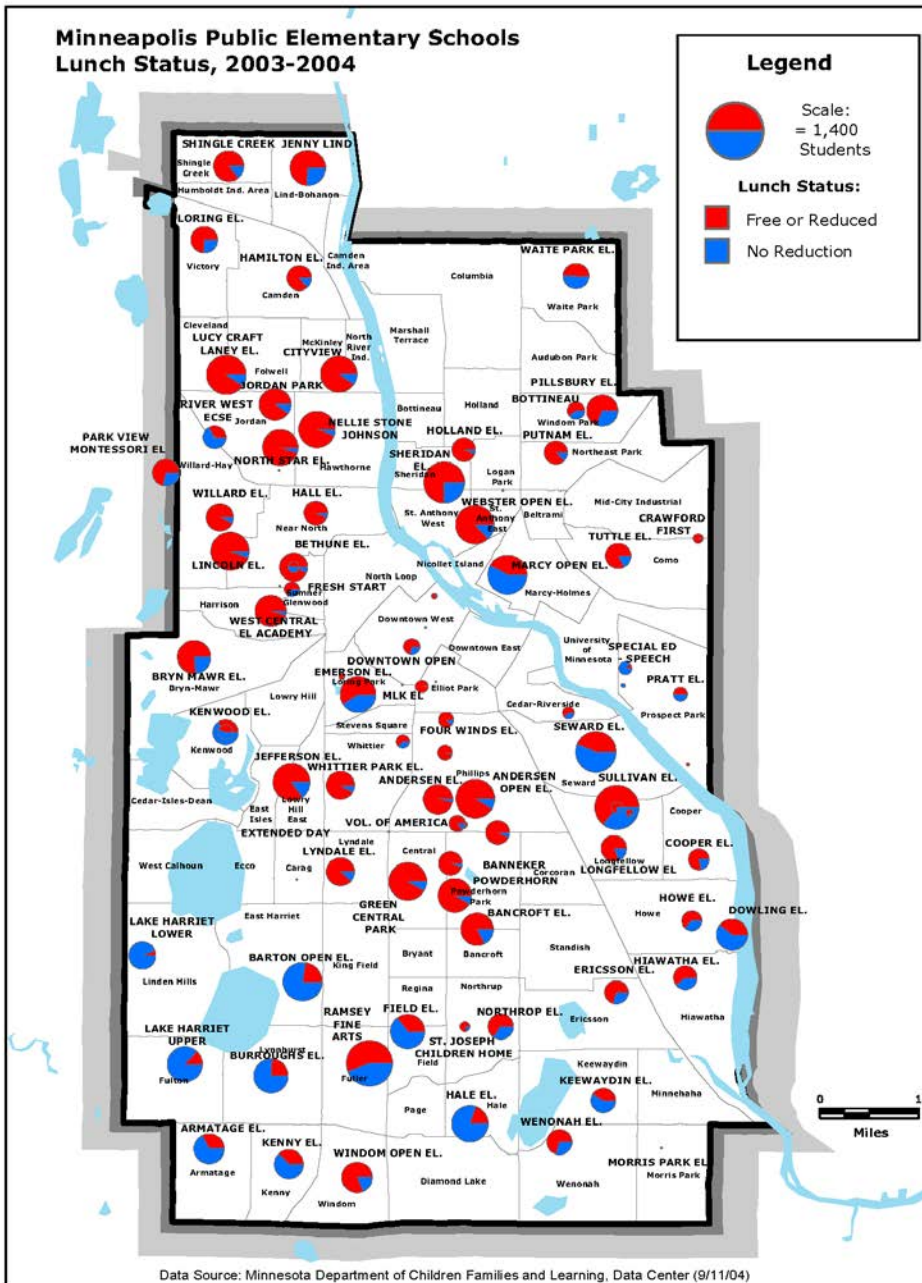 Minneapolis Public Elementary Schools
Lunch Status, 2003-2004
Legend
Scale:
= 1,400
Students
Lunch Status:
Free or Reduced
No Reduction
SHINGLE CREEK
JENNY LIND
Shingle
Creek
Humboldt Ind. Area
Lind-Bohanon
LORING EL.
Victory
HAMILTON EL.
Camden
Camden
Ind. Area
Columbia
WAITE PARK EL.
Waite Park
Cleveland
LUCY CRAFT
LANEY EL.
Folwell
McKinley
CITYVIEW
North
River
Ind.
Marshall
Terrace
Audubon Park
JORDAN PARK
RIVER WEST
ECSE
Jordan
NELLIE STONE
JOHNSON
Bottineau
Holland
PILLSBURY EL.
BOTTINEAU
Windom Park
PARK VIEW
MONTESSORI EL
Willard-Hay
NORTH STAR EL.
Hawthorne
HOLLAND EL.
SHERIDAN
EL.
Sheridan
Logan
Park
PUTNAM EL.
Northeast Park
WILLARD EL.
HALL EL.
Near North
St. Anthony
West
WEBSTER OPEN EL.
St.
Anthony
East
Beltrami
Mid-City Industrial
CRAWFORD
FIRST
TUTTLE EL.
Como
BETHUNE EL.
LINCOLN EL.
FRESH START
Sumner
Glenwood
North Loop
Nicollet Island
MARCY OPEN EL.
Marcy-Holmes
Harrison
WEST CENTRAL
EL ACADEMY
Downtown West
Downtown East
University
of
Minnesota
SPECIAL ED
- SPEECH
BRYN MAWR EL.
Bryn-Mawr
Lowry Hill
DOWNTOWN OPEN
EMERSON EL.
Loring Park
MLK EL
Elliot Park
PRATT EL.
Prospect Park
Cedar-Riverside
KENWOOD EL.
Kenwood
Stevens Square
Whittier
FOUR WINDS EL.
SEWARD EL.
Seward
JEFFERSON EL.
WHITTIER PARK EL.
ANDERSEN EL.
Phillips
ANDERSEN
OPEN EL.
SULLIVAN EL.
Cedar-Isles-Dean
East
Isles
Lowry
Hill
East
VOL. OF AMERICA
Cooper
EXTENDED DAY
Lyndale
LYNDALE EL.
West Calhoun
Ecco
Carag
Central
BANNEKER
Corcoran
Longfellow
LONGFELLOW EL
COOPER EL.
GREEN
CENTRAL
PARK
POWDERHORN
Powderhorn
Park
BANCROFT EL.
Bancroft
HOWE EL.
Howe
DOWLING EL.
LAKE HARRIET
LOWER
Linden Hills
East Harriet
BARTON OPEN EL.
King Field
Bryant
Standish
ERICSSON EL.
Ericsson
HIAWATHA EL.
Hiawatha
Regina
Northrup
LAKE HARRIET
UPPER
Fulton
Lynnhurst
BURROUGHS EL.
RAMSEY
FINE
ARTS
Fuller
FIELD EL.
Field
ST. JOSEPH
CHILDREN HOME
NORTHROP EL.
Keewaydin
KEEWAYDIN EL.
Minnehaha
Page
HALE EL.
Hale
WENONAH EL.
Wenonah
ARMATAGE EL.
Armatage
KENNY EL.
Kenny
WINDOM OPEN EL.
Windom
Diamond Lake
MORRIS PARK EL
Morris Park
0
1
Miles
Data Source: Minnesota Department of Children Families and Learning, Data Center (9/11/04)